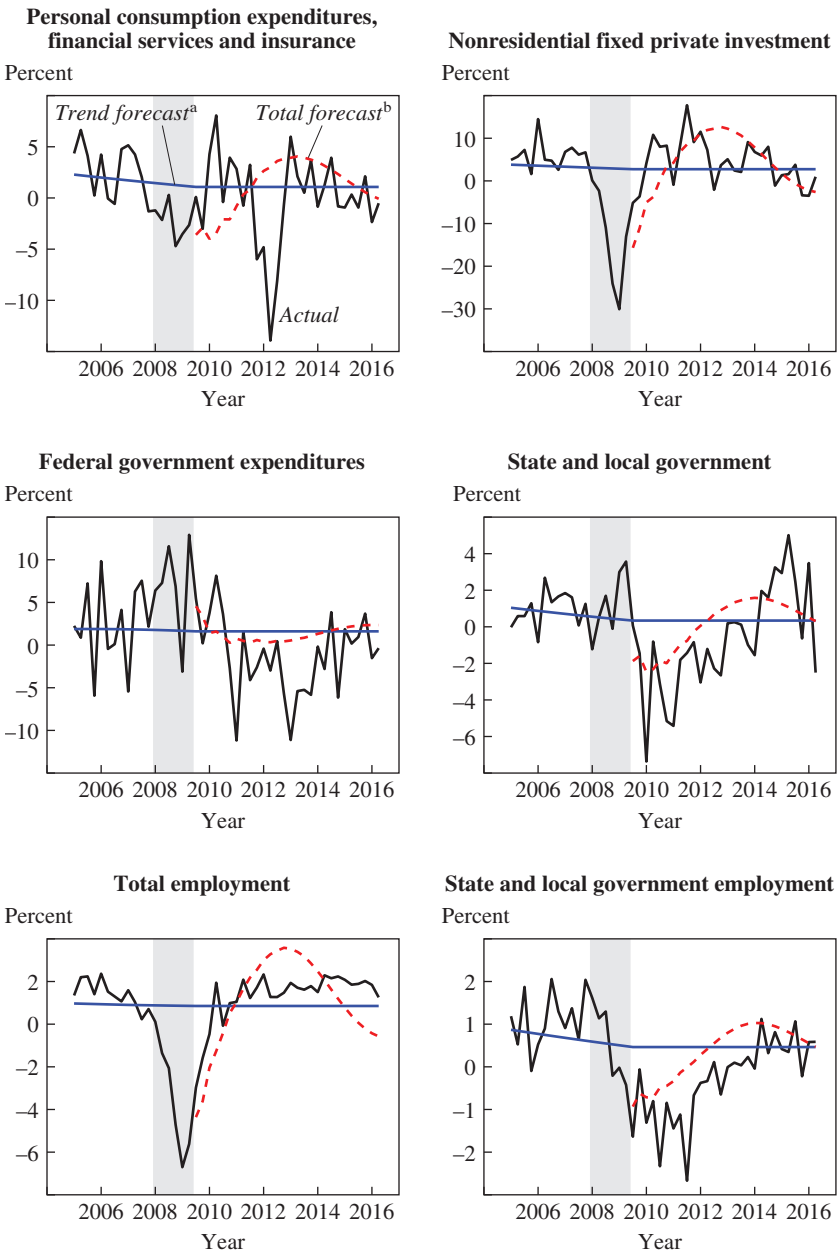 Personal consumption expenditures,
financial services and insurance
Percent
Trend forecastᵃ
Total forecastᵇ
5
0
–5
–10
Actual
2006 2008 2010 2012 2014 2016
Year
Nonresidential fixed private investment
Percent
10
0
–10
–20
–30
2006 2008 2010 2012 2014 2016
Year
Federal government expenditures
Percent
10
5
0
–5
–10
2006 2008 2010 2012 2014 2016
Year
State and local government
Percent
4
2
0
–2
–4
–6
2006 2008 2010 2012 2014 2016
Year
Total employment
Percent
2
0
–2
–4
–6
2006 2008 2010 2012 2014 2016
Year
State and local government employment
Percent
2
1
0
–1
–2
2006 2008 2010 2012 2014 2016
Year